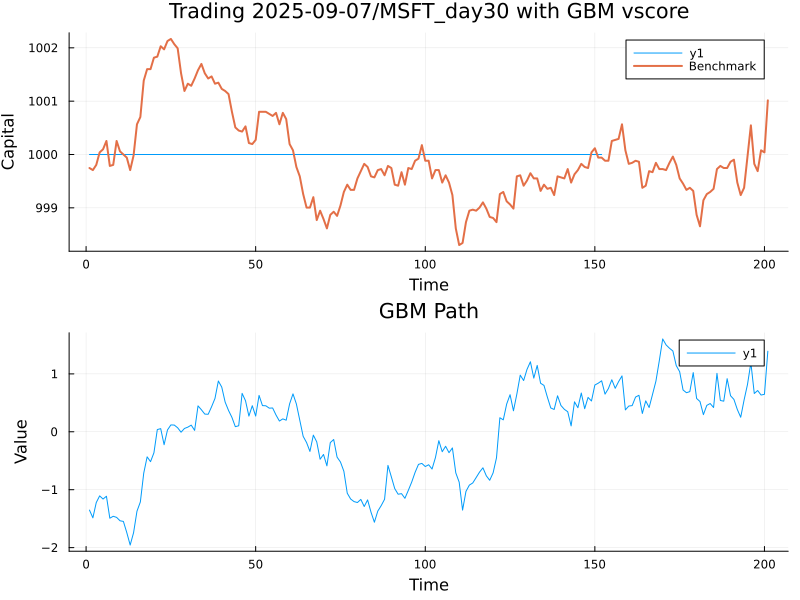 Trading 2025-09-07/MSFT_day30 with GBM vscore
Capital
1002
1001
1000
999
y1
Benchmark
0 50 100 150 200
Time
GBM Path
Value
1
0
−1
−2
y1
0 50 100 150 200
Time